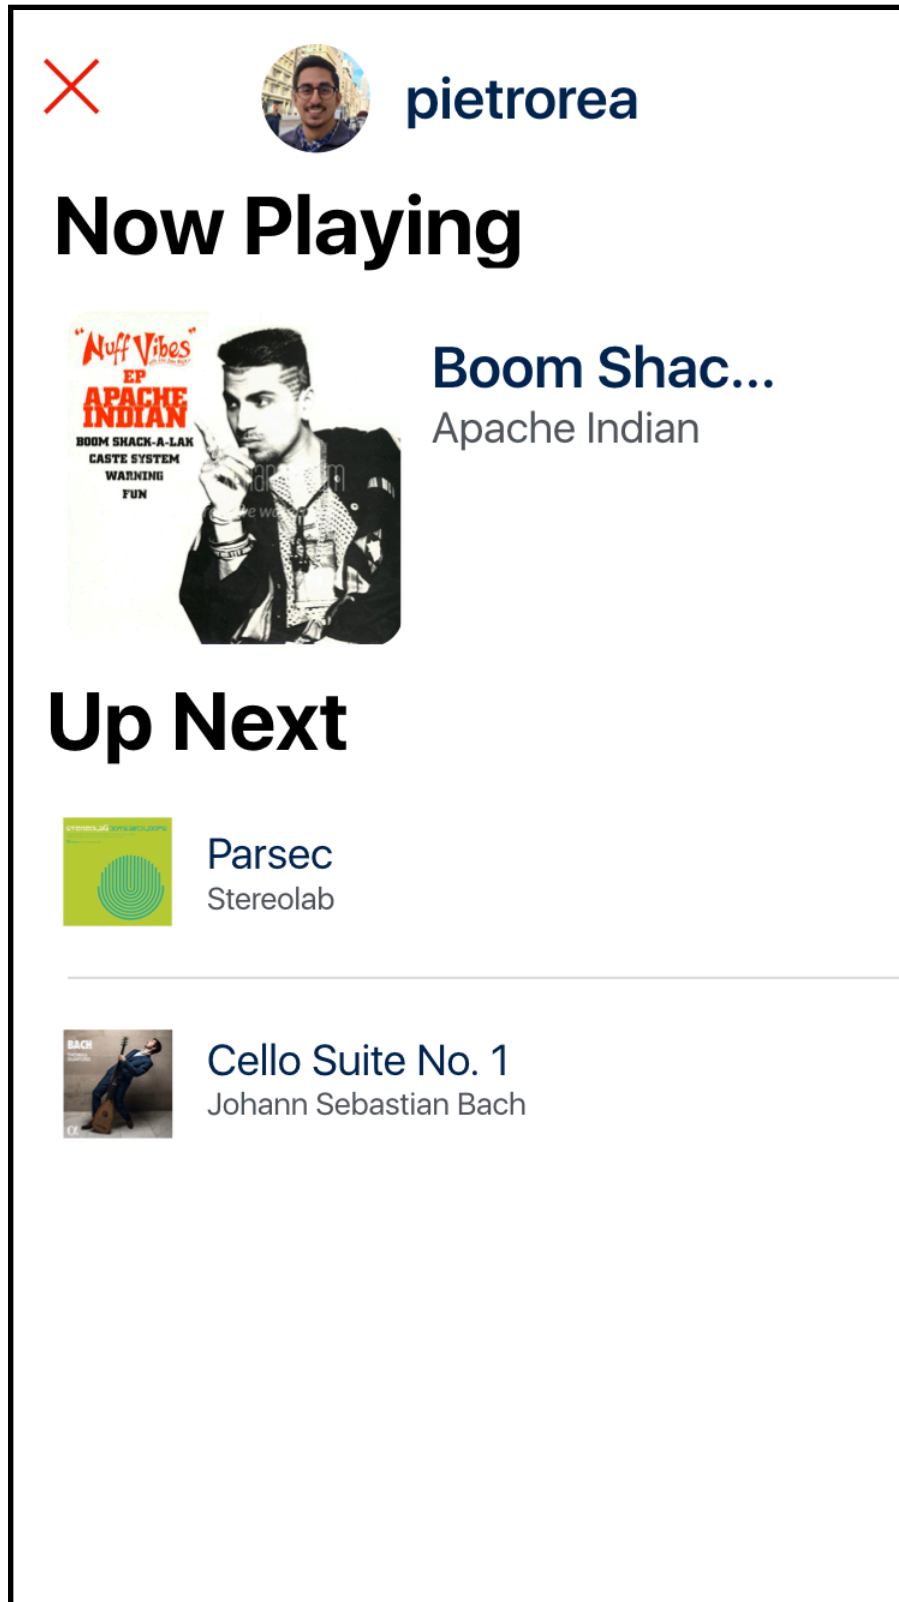 pietrorea
Now Playing
"Nuff Vibes"
EP
APACHE
INDIAN
BOOM SHACK-A-LAK
CASTE SYSTEM
WARNING
FUN
Boom Shac...
Apache Indian
Up Next
Parsec
Stereolab
BACH
α
Cello Suite No. 1
Johann Sebastian Bach